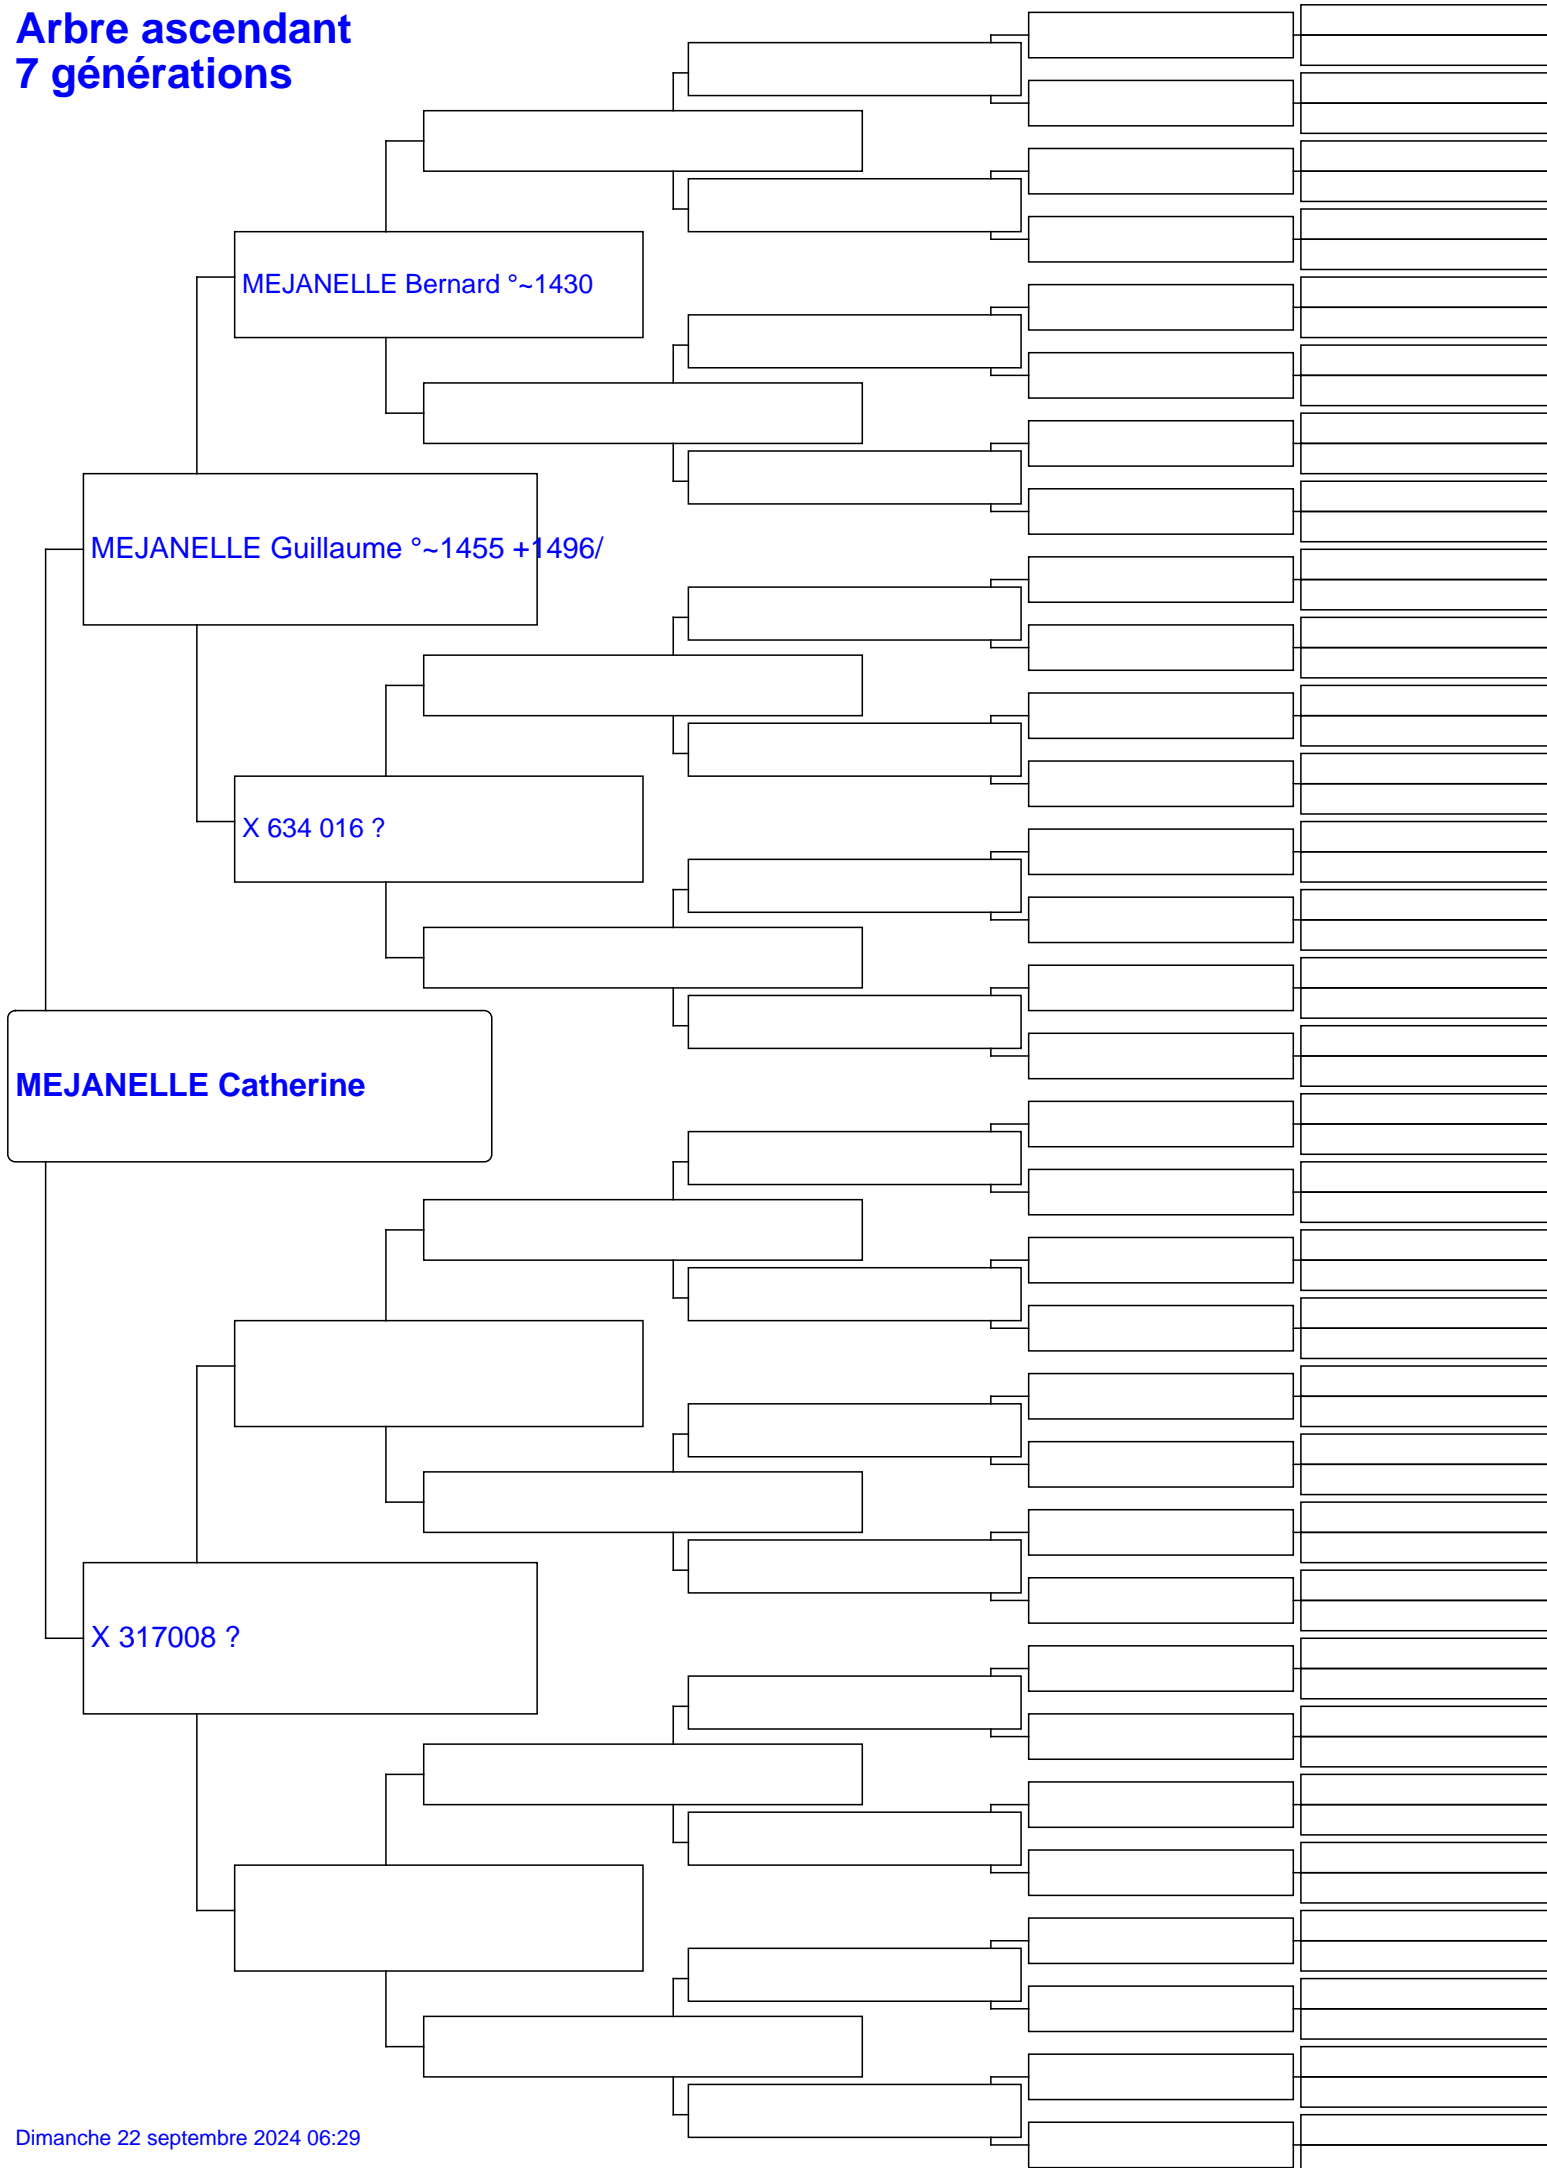 Arbre ascendant
7 générations
MEJANELLE Bernard °~1430
MEJANELLE Guillaume °~1455 +1496/
X 634 016 ?
MEJANELLE Catherine
X 317008 ?
Dimanche 22 septembre 2024 06:29